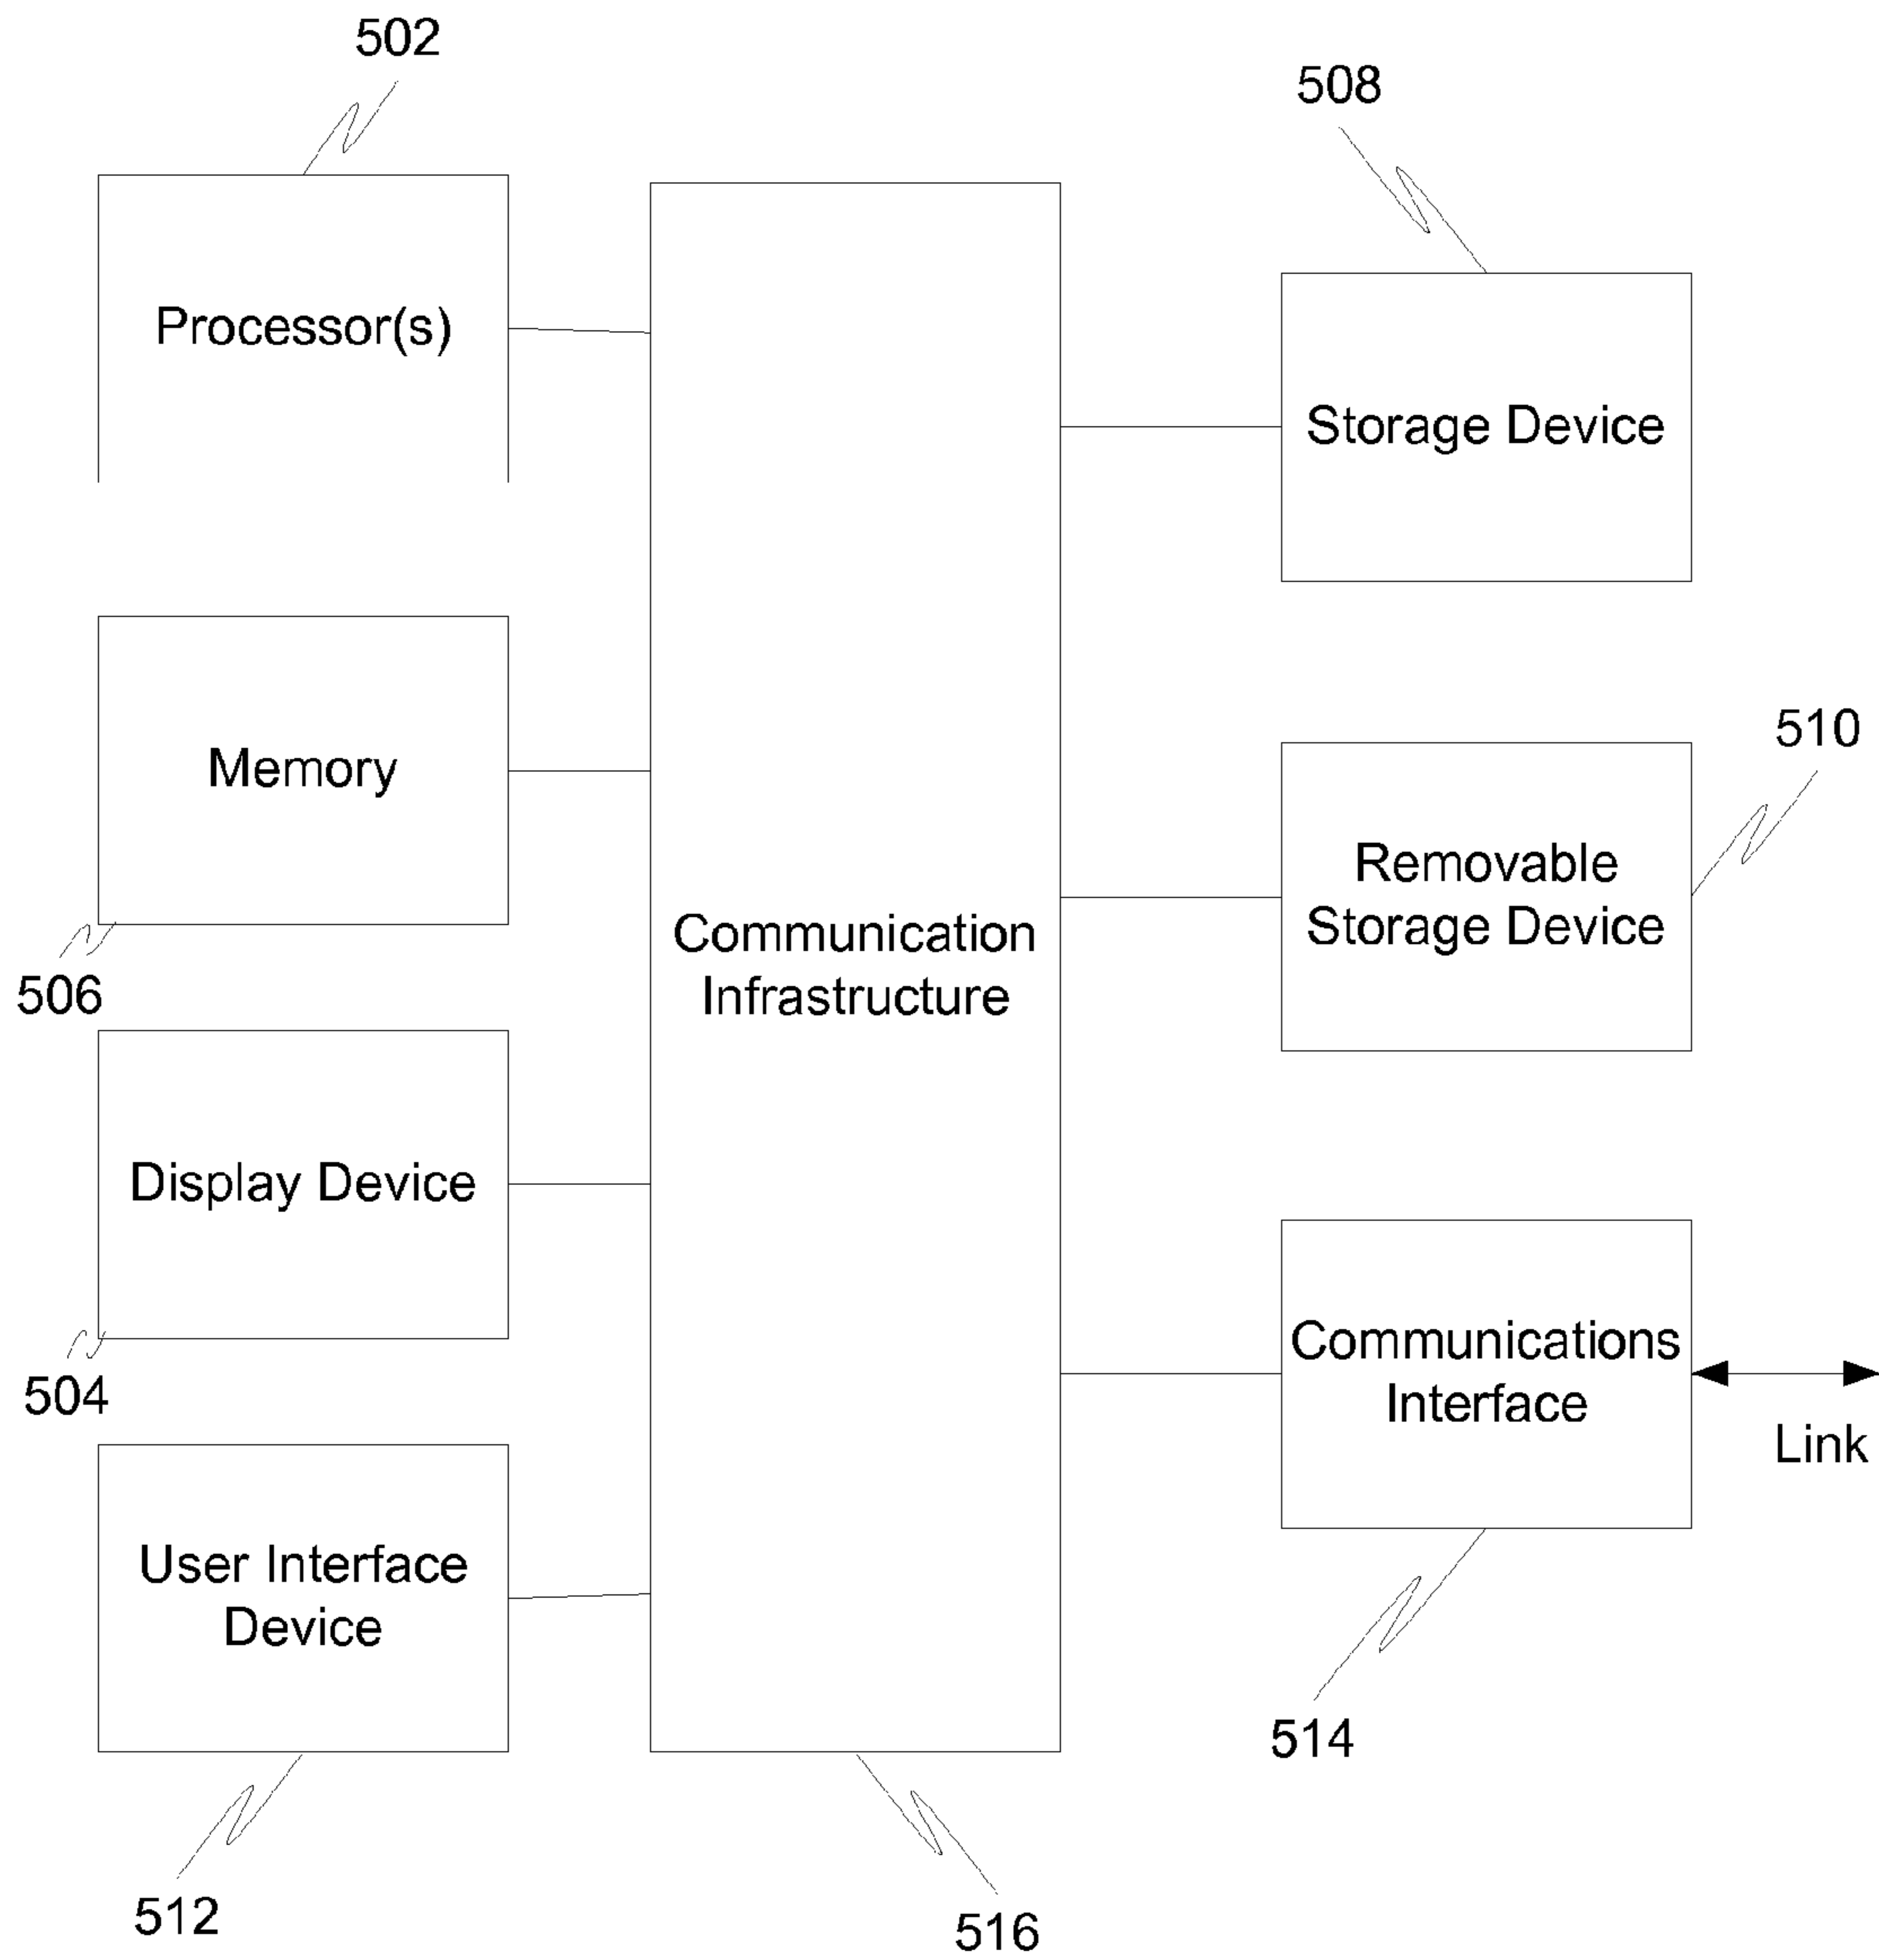 502
508
Processor(s)
Storage Device
510
Memory
Removable
Storage Device
Communication
Infrastructure
506
Display Device
Communications
Interface
504
Link
User Interface
Device
514
512
516